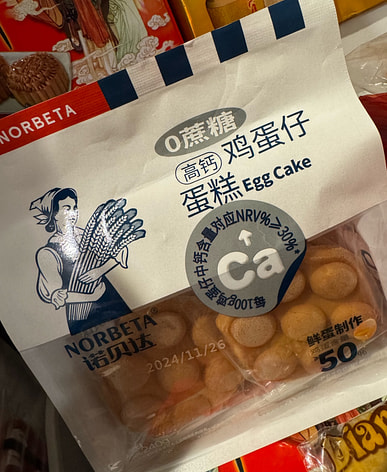 NORBETA
0蔗糖
高钙
鸡蛋仔
蛋糕 Egg Cake
每100g鸡蛋仔中钙含量对应NRV%≥30%*
Ca
NORBETA
诺贝达
2024/11/26
鲜蛋制作
50